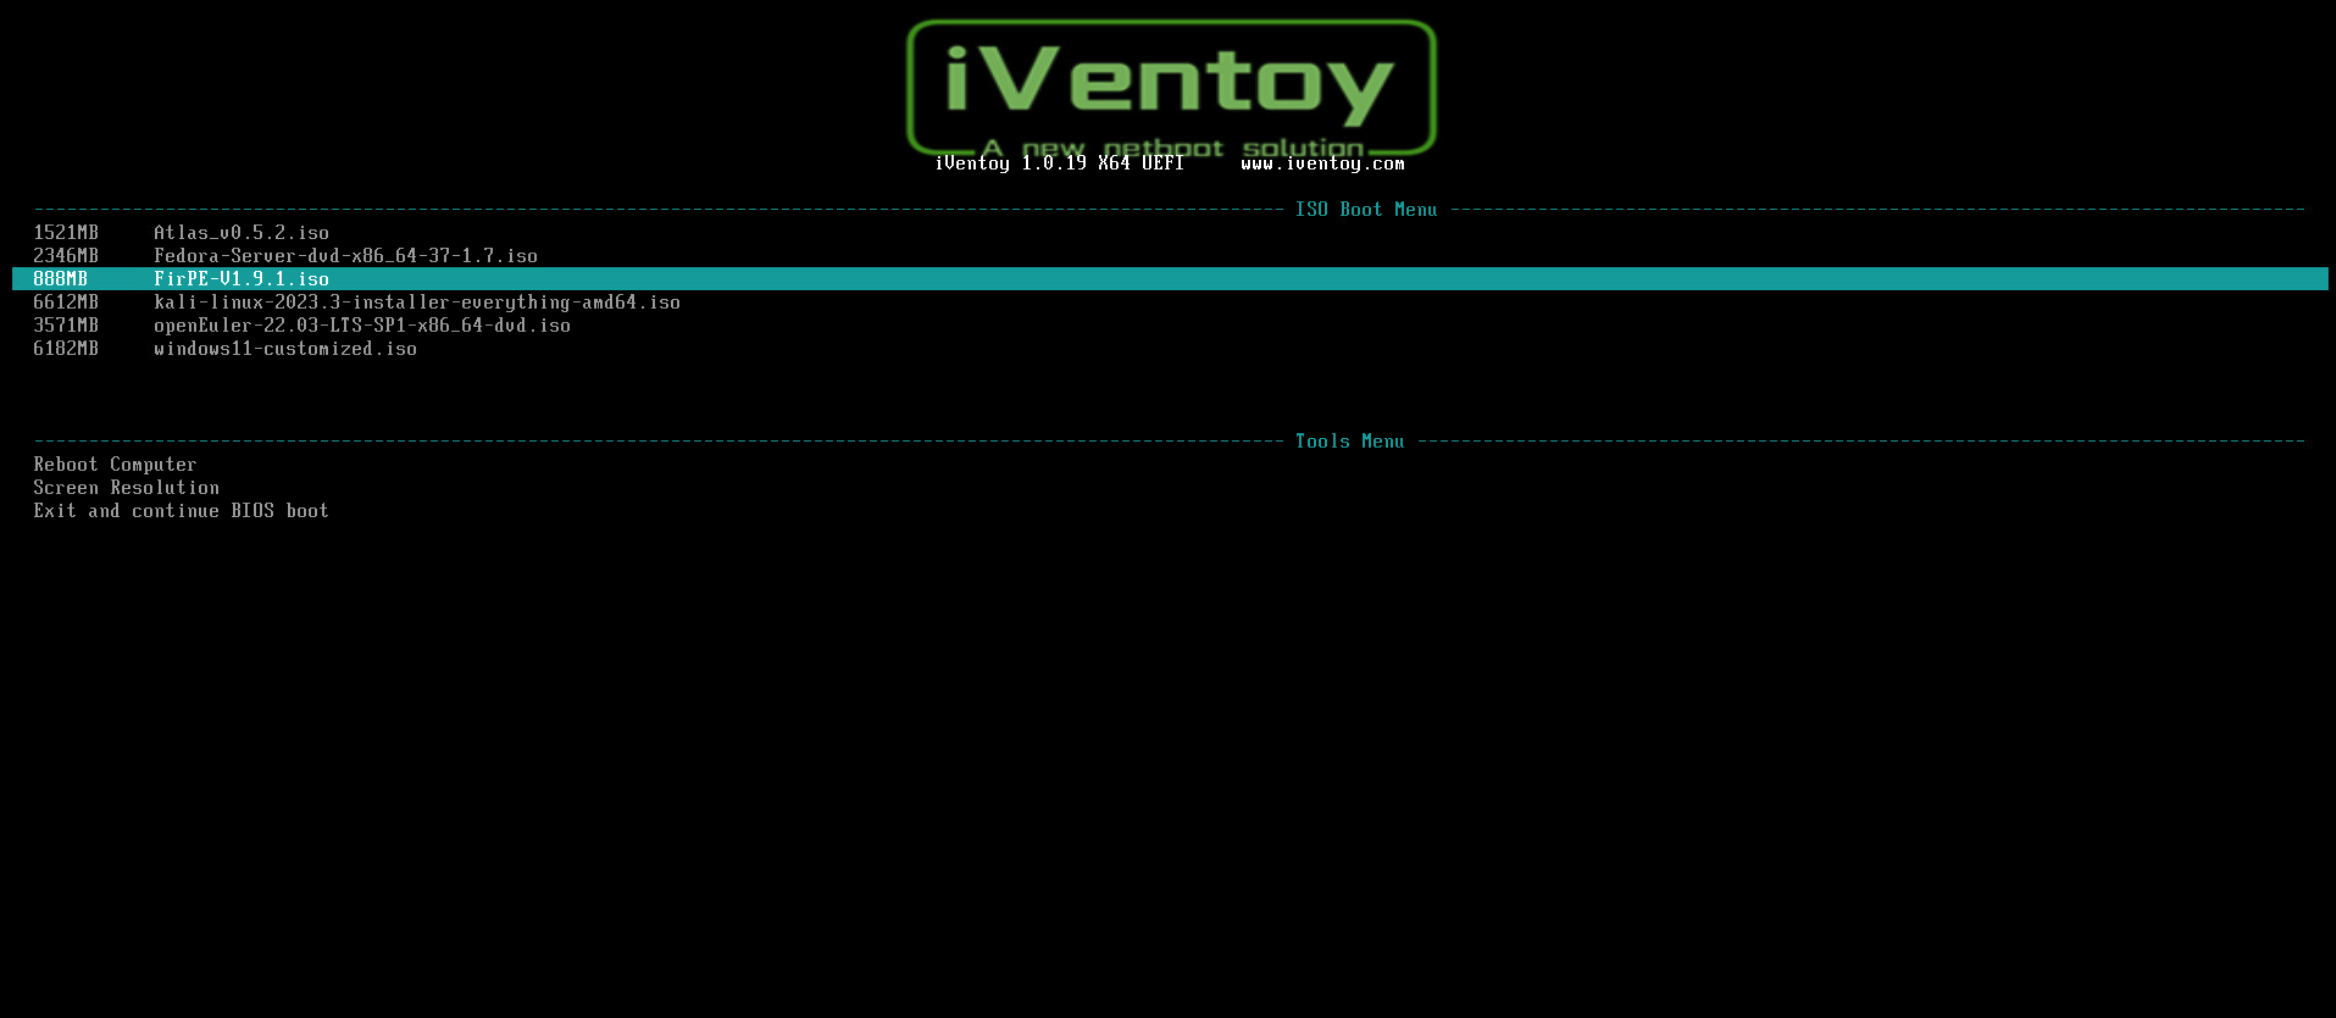 iVentoy
A new netboot solution
iVentoy 1.0.19 X64 UEFI     www.iventoy.com
ISO Boot Menu
1521MB     Atlas_v0.5.2.iso
2346MB     Fedora-Server-dvd-x86_64-37-1.7.iso
888MB      FirPE-V1.9.1.iso
6612MB     kali-linux-2023.3-installer-everything-amd64.iso
3571MB     openEuler-22.03-LTS-SP1-x86_64-dvd.iso
6182MB     windows11-customized.iso
Tools Menu
Reboot Computer
Screen Resolution
Exit and continue BIOS boot